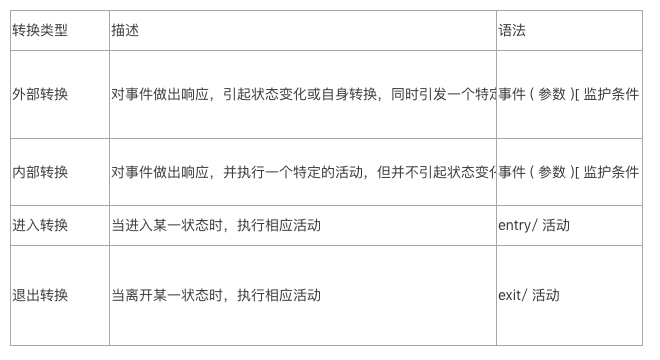 转换类型 描述 语法
外部转换 对事件做出响应，引起状态变化或自身转换，同时引发一个特定 事件 ( 参数 )[ 监护条件
内部转换 对事件做出响应，并执行一个特定的活动，但并不引起状态变化 事件 ( 参数 )[ 监护条件
进入转换 当进入某一状态时，执行相应活动 entry/ 活动
退出转换 当离开某一状态时，执行相应活动 exit/ 活动